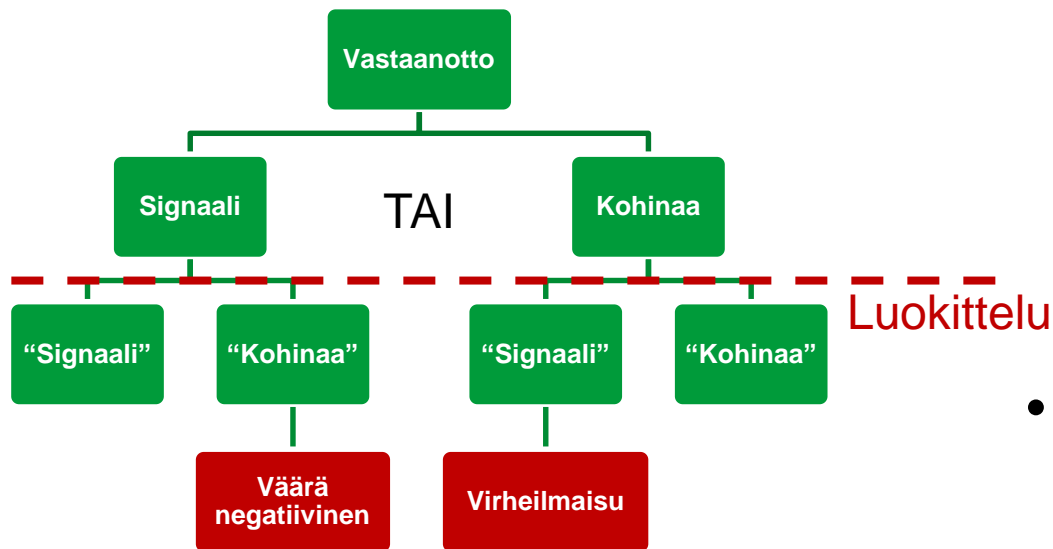 Vastaanotto
Signaali
TAI
Kohinaa
Luokittelu
“Signaali”
“Kohinaa”
“Signaali”
“Kohinaa”
•
Väärä
negatiivinen
Virheilmaisu